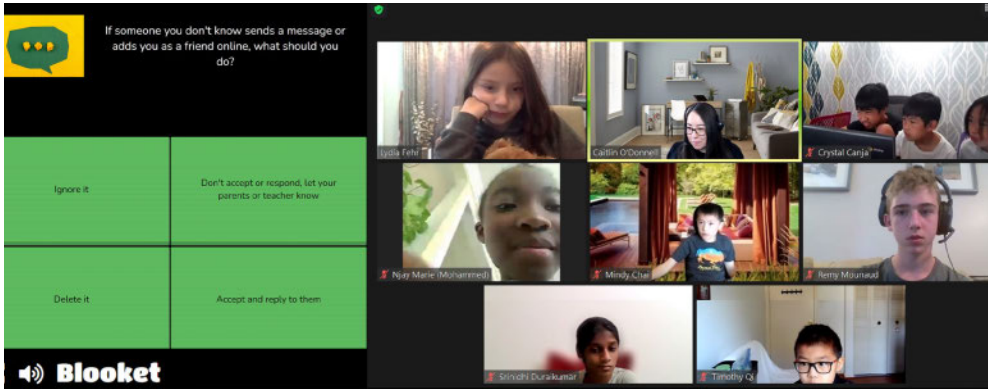 If someone you don't know sends a message or
adds you as a friend online, what should you
do?
Ignore it
Don't accept or respond, let your
parents or teacher know
Delete it
Accept and reply to them
Blooket
Lydia Fehr
Caitlin O'Donnell
Crystal Canja
Njay Marie (Mohammed)
Mindy Chai
Remy Mounaud
Srinidhi Duraikumar
Timothy Qi